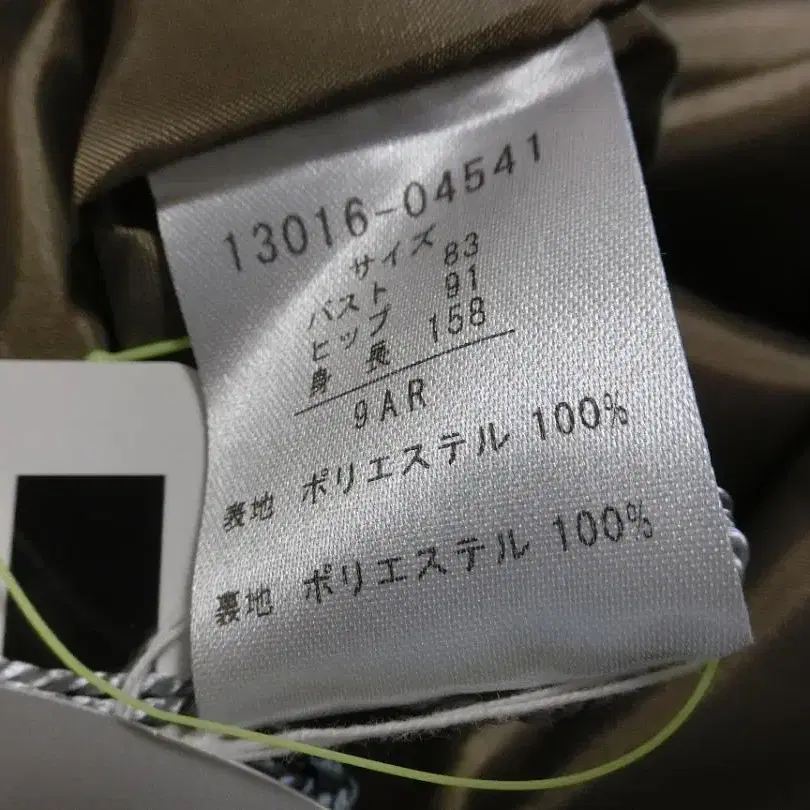 13016-04541
サイズ
バスト 83
ヒップ 91
身長 158
9AR
表地 ポリエステル 100%
裏地 ポリエステル 100%